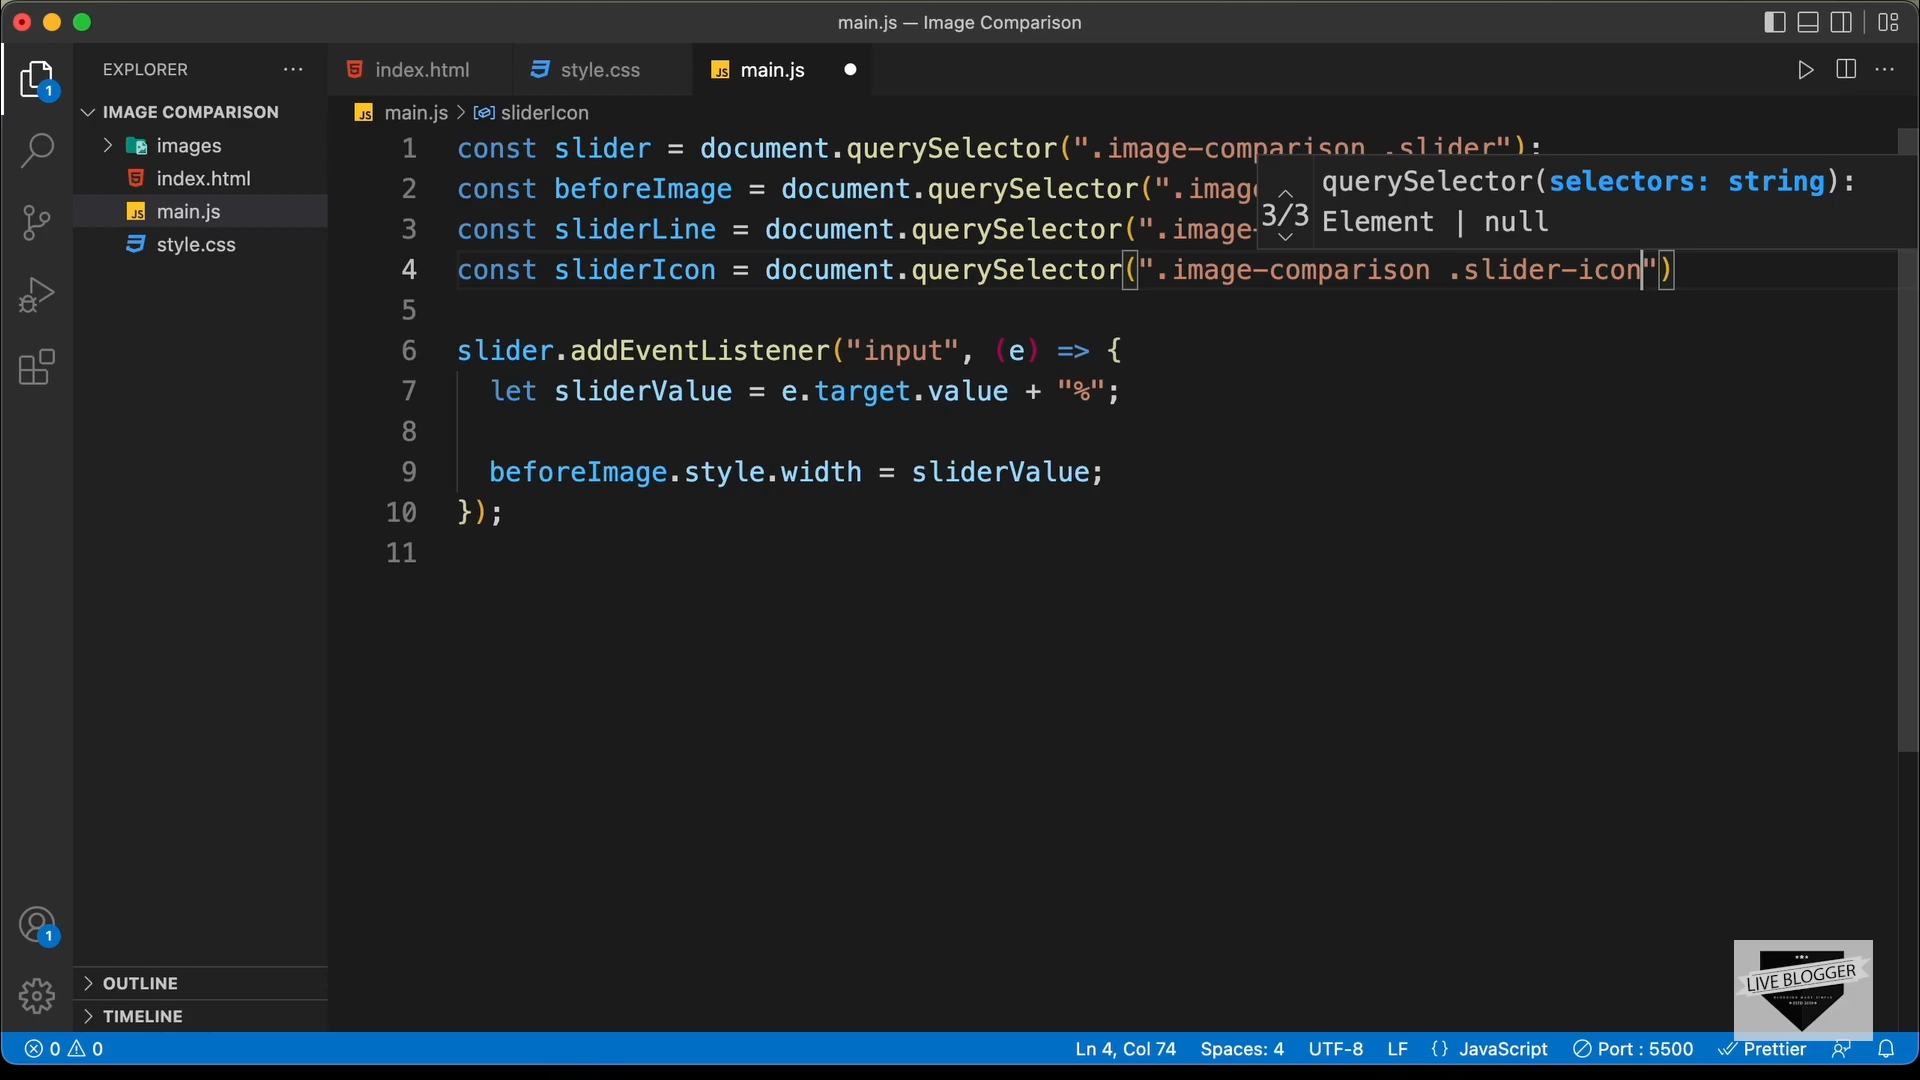 main.js — Image Comparison
EXPLORER
index.html
style.css
main.js
1
IMAGE COMPARISON
images
index.html
main.js
style.css
main.js > sliderIcon
1 const slider = document.querySelector(".image-comparison .slider");
2 const beforeImage = document.querySelector(".imag
3 const sliderLine = document.querySelector(".image-
4 const sliderIcon = document.querySelector(".image-comparison .slider-icon")
3/3
querySelector(selectors: string):
Element | null
5
6 slider.addEventListener("input", (e) => {
7 let sliderValue = e.target.value + "%";
8
9 beforeImage.style.width = sliderValue;
10 });
11
1
OUTLINE
TIMELINE
LIVE BLOGGER
0 0
Ln 4, Col 74 Spaces: 4 UTF-8 LF {} JavaScript Port : 5500 Prettier